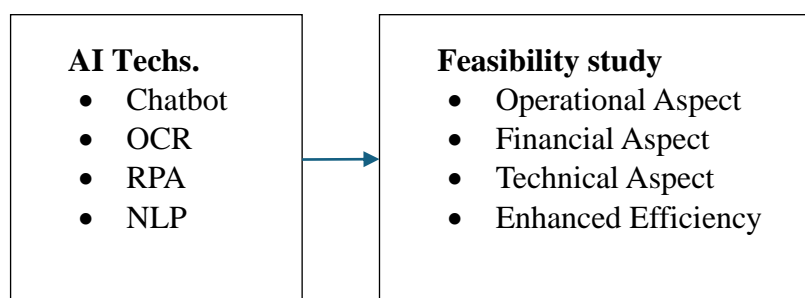 AI Techs.
• Chatbot
• OCR
• RPA
• NLP
Feasibility study
• Operational Aspect
• Financial Aspect
• Technical Aspect
• Enhanced Efficiency